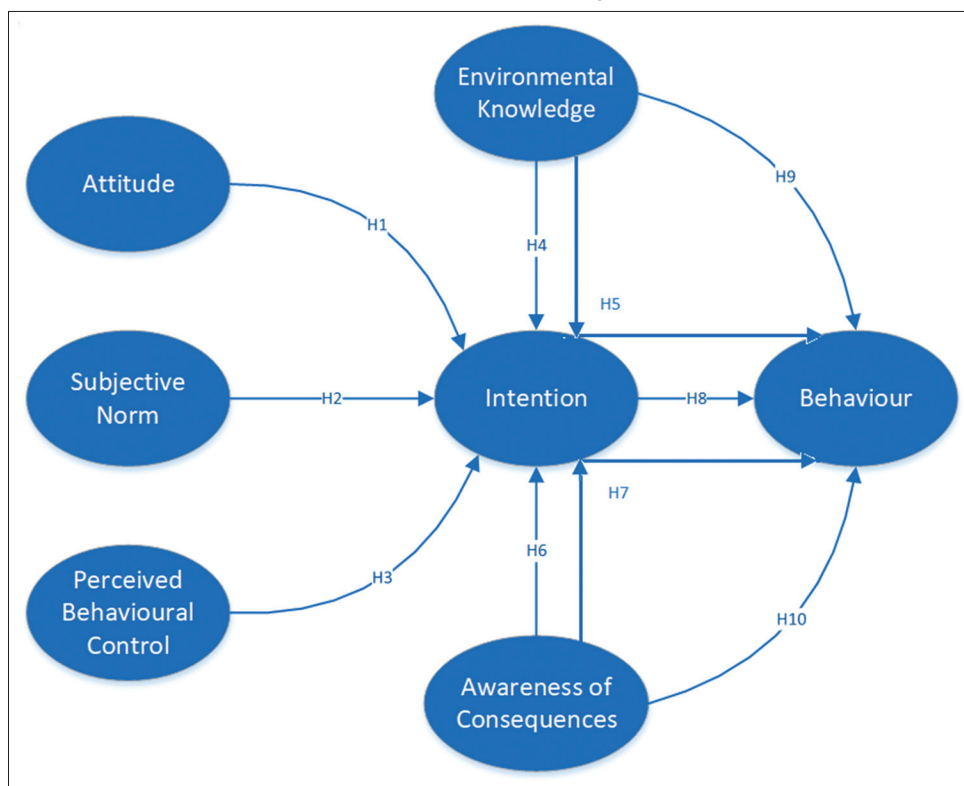 Environmental
Knowledge
Attitude
H9
H1
H4
H5
Subjective
Norm
H2
Intention
H8
Behaviour
H7
H6
H3
Perceived
Behavioural
Control
H10
Awareness of
Consequences